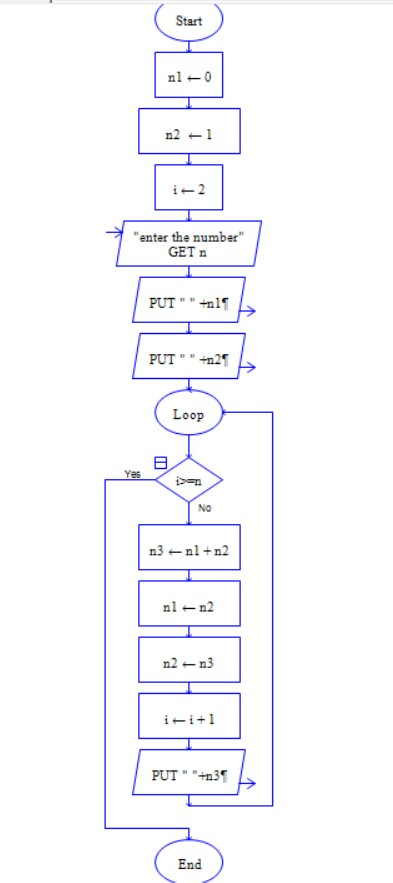 Start
n1 ← 0
n2 ← 1
i ← 2
"enter the number"
GET n
PUT " " +n1¶
PUT " " +n2¶
Loop
i>=n
Yes
No
n3 ← n1 + n2
n1 ← n2
n2 ← n3
i ← i + 1
PUT " "+n3¶
End